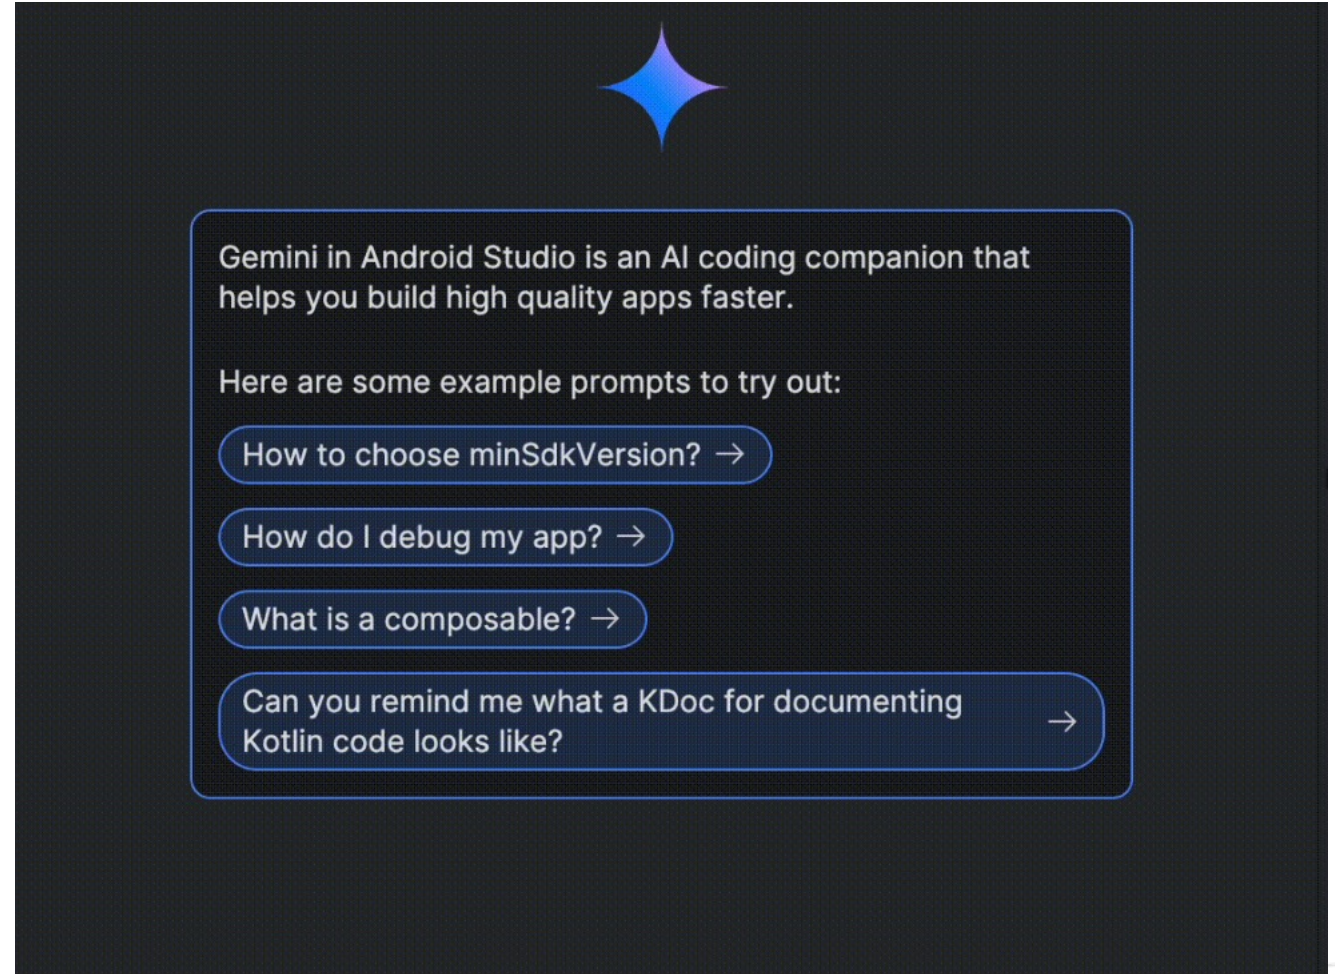 Gemini in Android Studio is an AI coding companion that
helps you build high quality apps faster.
Here are some example prompts to try out:
How to choose minSdkVersion? →
How do I debug my app? →
What is a composable? →
Can you remind me what a KDoc for documenting
Kotlin code looks like? →